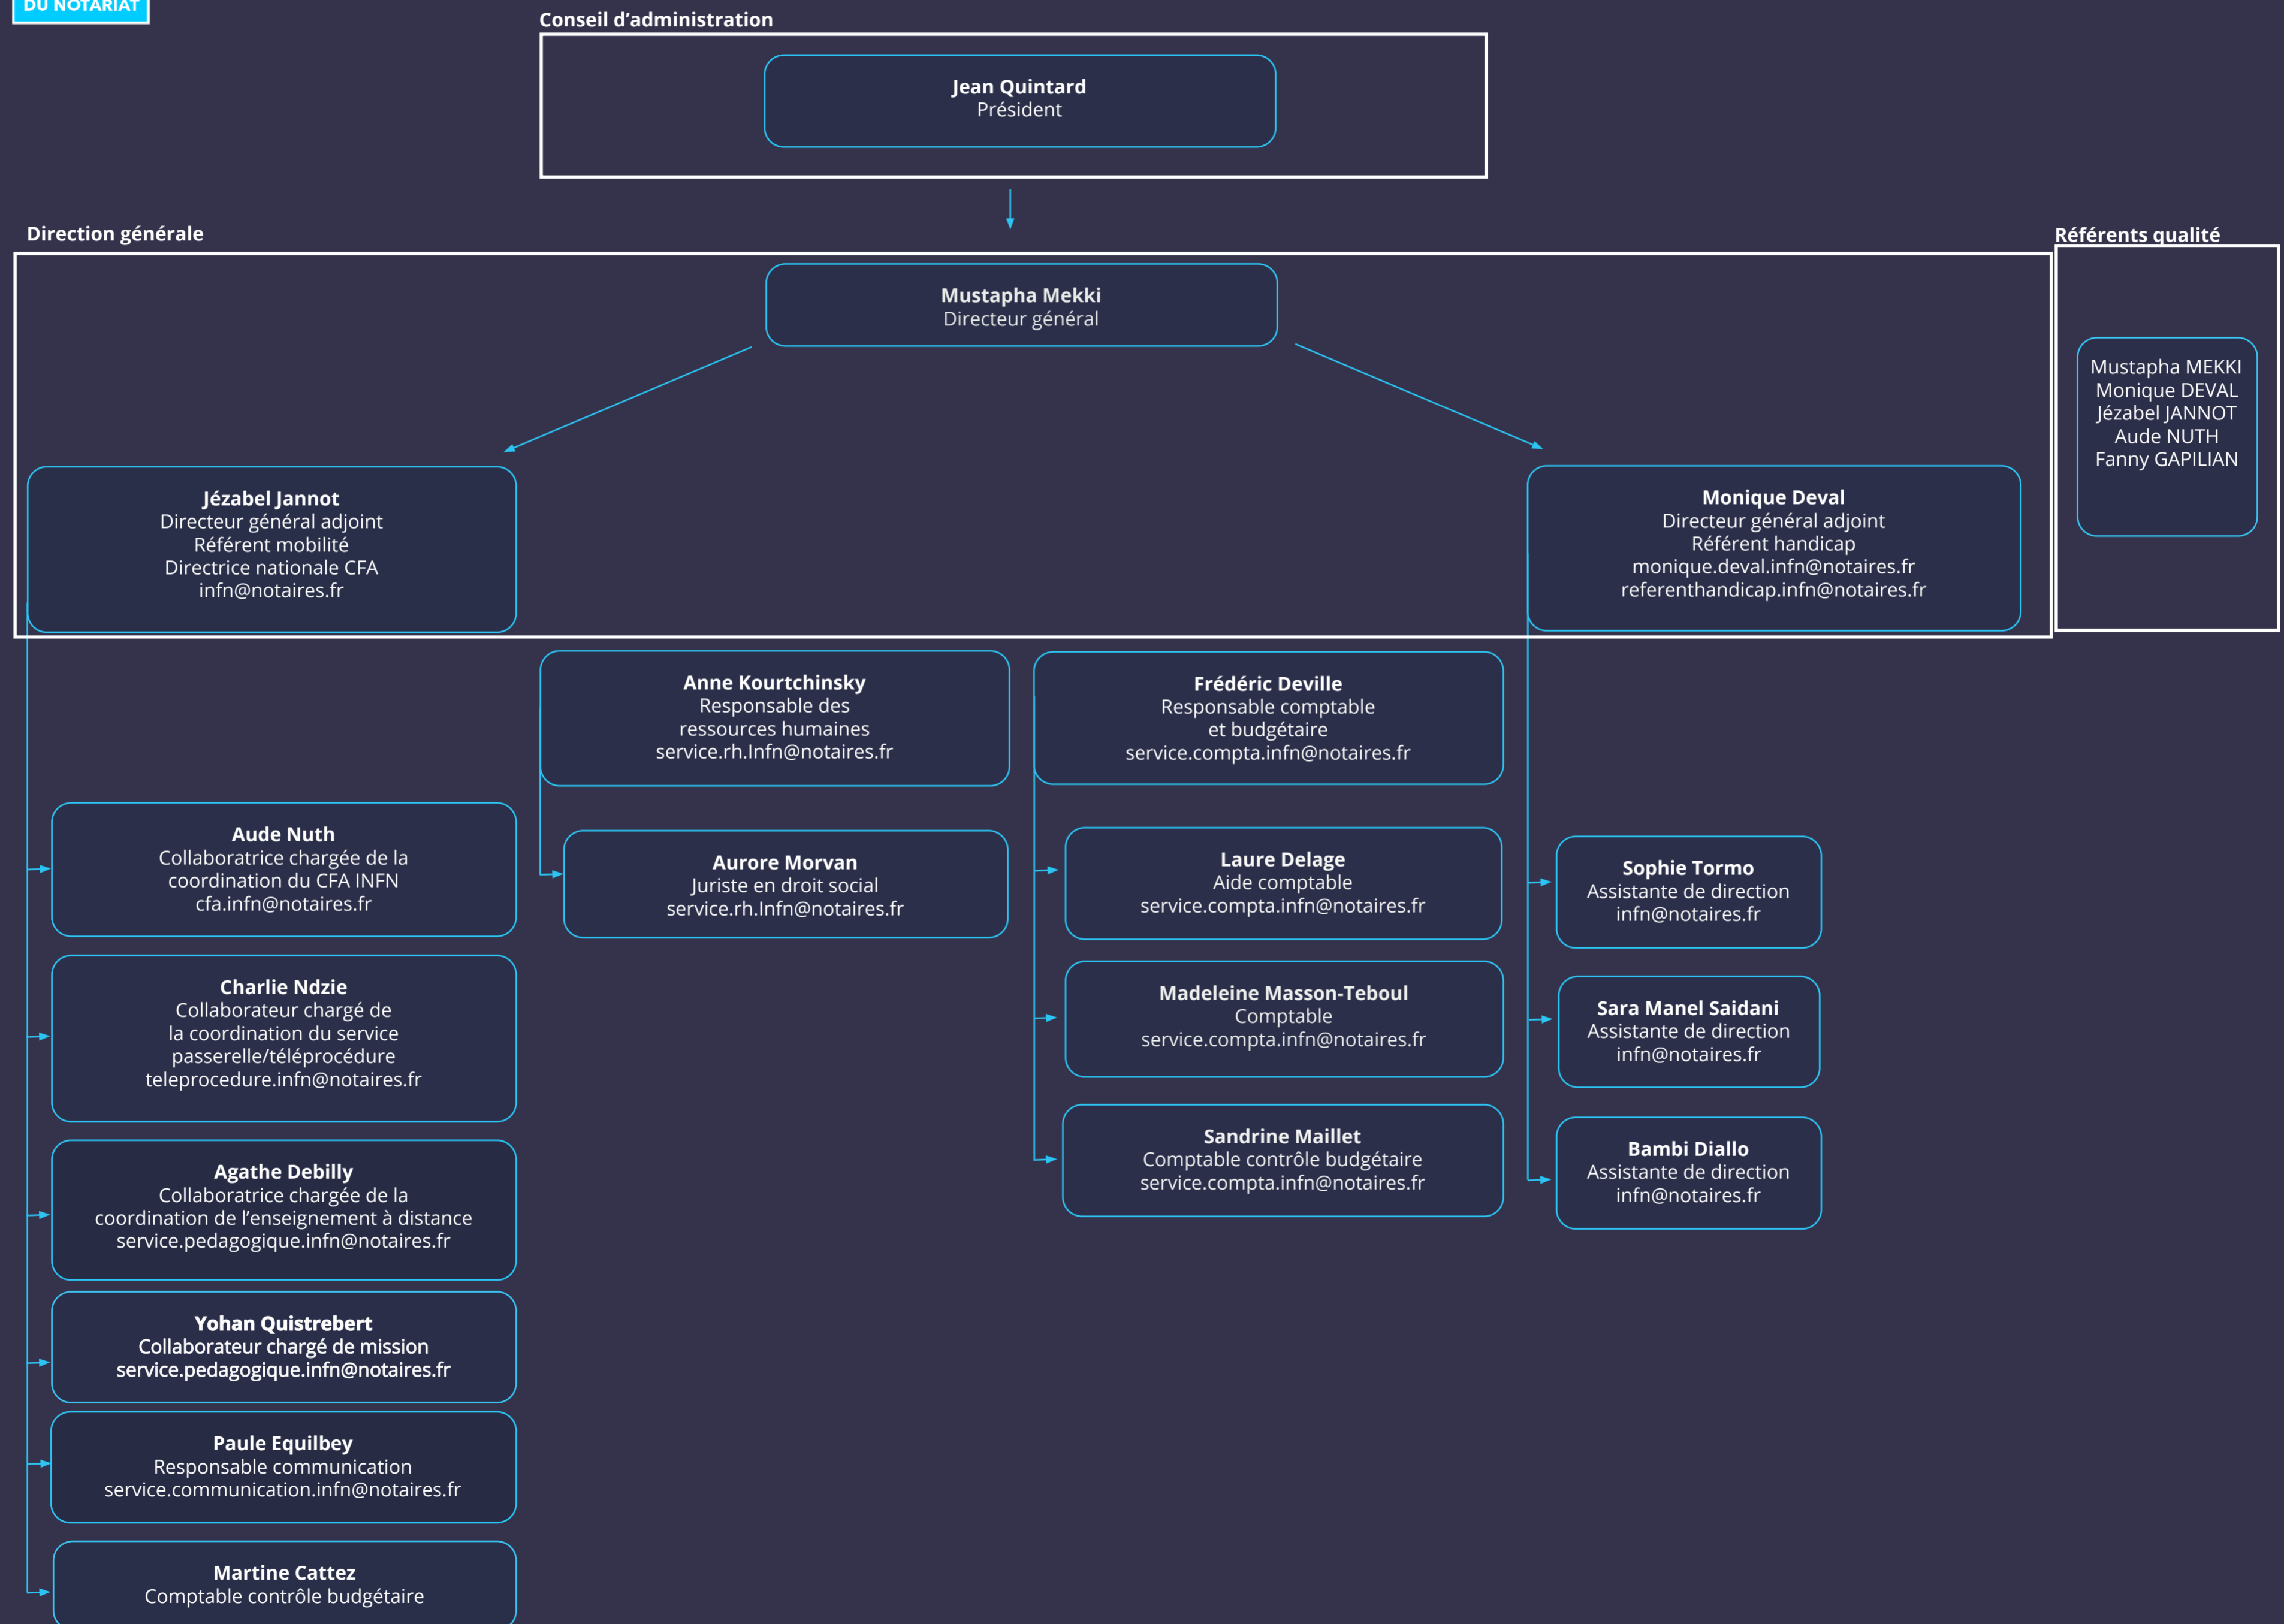 DU NOTARIAT
Conseil d’administration
Jean Quintard
Président
Direction générale
Référents qualité
Mustapha Mekki
Directeur général
Mustapha MEKKI
Monique DEVAL
Jézabel JANNOT
Aude NUTH
Fanny GAPILIAN
Jézabel Jannot
Directeur général adjoint
Référent mobilité
Directrice nationale CFA
infn@notaires.fr
Monique Deval
Directeur général adjoint
Référent handicap
monique.deval.infn@notaires.fr
referenthandicap.infn@notaires.fr
Anne Kourtchinsky
Responsable des
ressources humaines
service.rh.Infn@notaires.fr
Frédéric Deville
Responsable comptable
et budgétaire
service.compta.infn@notaires.fr
Aude Nuth
Collaboratrice chargée de la
coordination du CFA INFN
cfa.infn@notaires.fr
Aurore Morvan
Juriste en droit social
service.rh.Infn@notaires.fr
Laure Delage
Aide comptable
service.compta.infn@notaires.fr
Sophie Tormo
Assistante de direction
infn@notaires.fr
Charlie Ndzie
Collaborateur chargé de
la coordination du service
passerelle/téléprocédure
teleprocedure.infn@notaires.fr
Madeleine Masson-Teboul
Comptable
service.compta.infn@notaires.fr
Sara Manel Saidani
Assistante de direction
infn@notaires.fr
Agathe Debilly
Collaboratrice chargée de la
coordination de l’enseignement à distance
service.pedagogique.infn@notaires.fr
Sandrine Maillet
Comptable contrôle budgétaire
service.compta.infn@notaires.fr
Bambi Diallo
Assistante de direction
infn@notaires.fr
Yohan Quistrebert
Collaborateur chargé de mission
service.pedagogique.infn@notaires.fr
Paule Equilbey
Responsable communication
service.communication.infn@notaires.fr
Martine Cattez
Comptable contrôle budgétaire